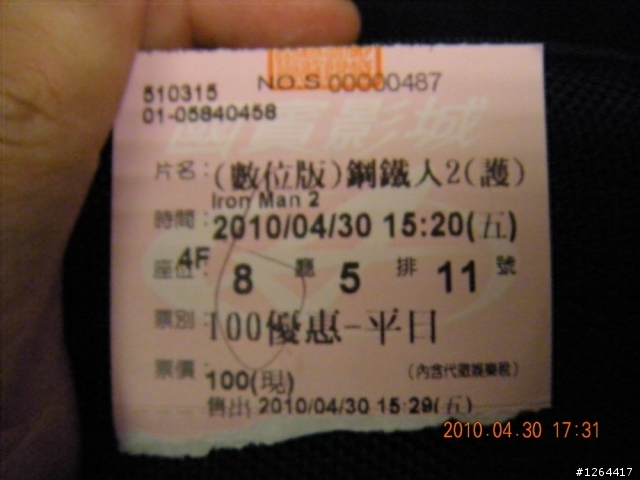 510315 NO.S 00000487
01-05840458
國賓影城
片名：(數位版)鋼鐵人2(護)
Iron Man 2
時間：2010/04/30 15:20(五)
座位：4F 8 廳 5 排 11 號
票別：100優惠-平日
票價：100(現) (內含代徵娛樂稅)
售出 2010/04/30 15:29(五)
2010.04.30 17:31
#1264417